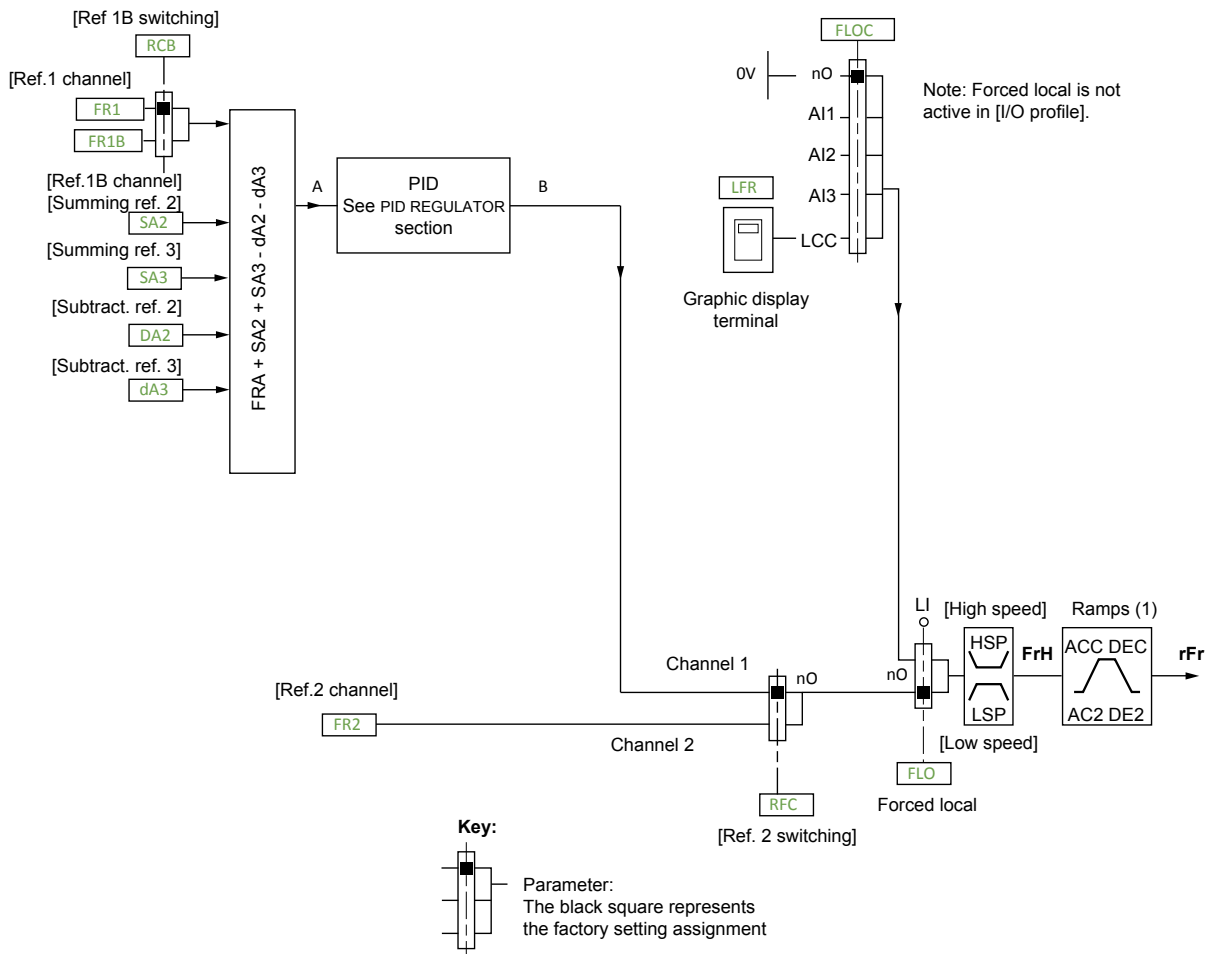 [Ref 1B switching]
RCB
[Ref.1 channel]
FR1
FR1B
[Ref.1B channel]
[Summing ref. 2]
SA2
[Summing ref. 3]
SA3
[Subtract. ref. 2]
DA2
[Subtract. ref. 3]
dA3
FRA + SA2 + SA3 - dA2 - dA3
A
PID
See PID REGULATOR
section
B
FLOC
0V
nO
AI1
AI2
AI3
LCC
LFR
Graphic display
terminal
Note: Forced local is not
active in [I/O profile].
Channel 1
nO
[Ref.2 channel]
FR2
Channel 2
RFC
[Ref. 2 switching]
LI
nO
FLO
Forced local
[High speed]
HSP
LSP
[Low speed]
FrH
Ramps (1)
ACC DEC
AC2 DE2
rFr
Key:
Parameter:
The black square represents
the factory setting assignment